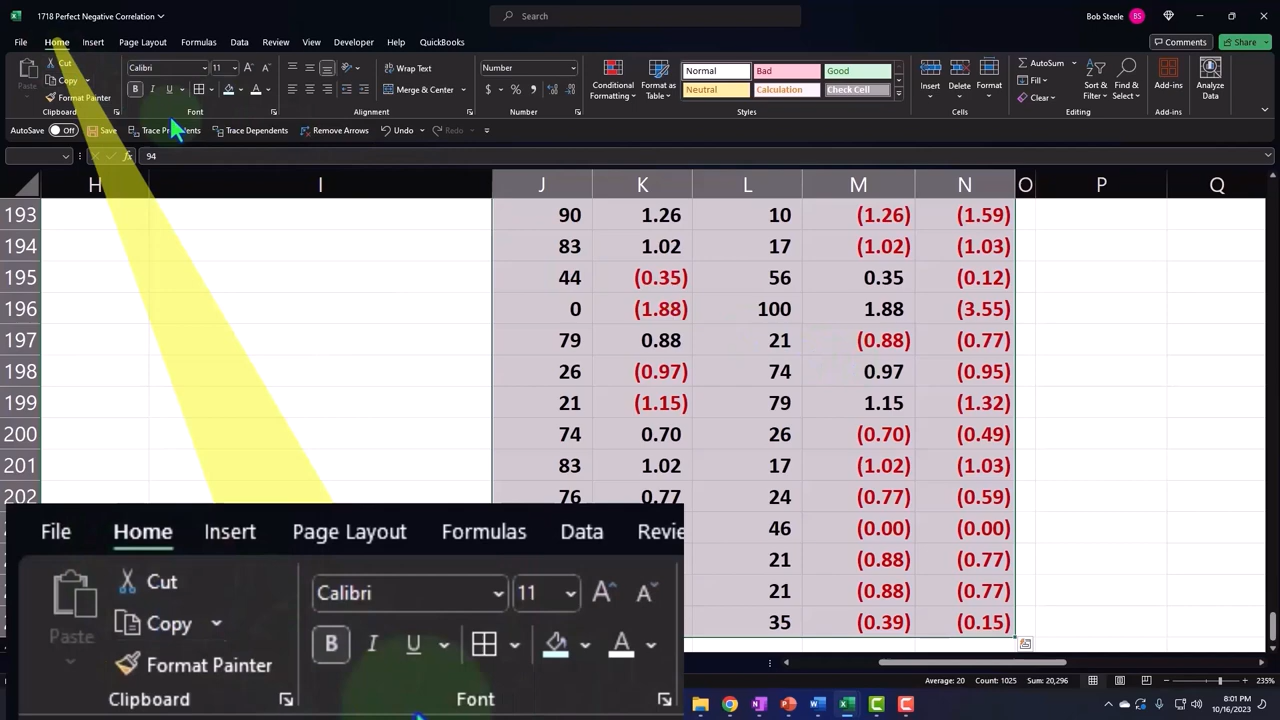 1718 Perfect Negative Correlation
Search
Bob Steele BS
File Home Insert Page Layout Formulas Data Review View Developer Help QuickBooks
Comments Share
Cut
Copy
Paste
Format Painter
Clipboard
Calibri 11
Font
Wrap Text
Merge & Center
Alignment
Number
Number
Conditional Formatting
Format as Table
Normal Bad Good
Neutral Calculation Check Cell
Styles
Insert Delete Format
Cells
AutoSum
Fill
Clear
Sort & Filter
Find & Select
Editing
Add-ins
Add-ins
Analyze Data
AutoSave Off Save Trace Dependents Remove Arrows Undo Redo
fx 94
H I J K L M N O P Q
193 90 1.26 10 (1.26) (1.59)
194 83 1.02 17 (1.02) (1.03)
195 44 (0.35) 56 0.35 (0.12)
196 0 (1.88) 100 1.88 (3.55)
197 79 0.88 21 (0.88) (0.77)
198 26 (0.97) 74 0.97 (0.95)
199 21 (1.15) 79 1.15 (1.32)
200 74 0.70 26 (0.70) (0.49)
201 83 1.02 17 (1.02) (1.03)
202 76 0.77 24 (0.77) (0.59)
46 (0.00) (0.00)
21 (0.88) (0.77)
21 (0.88) (0.77)
35 (0.39) (0.15)
File Home Insert Page Layout Formulas Data Revie
Cut
Copy
Paste
Format Painter
Clipboard
Calibri 11
B I U A
Font
Average: 20 Count: 1025 Sum: 20,296 235%
8:01 PM
10/16/2023